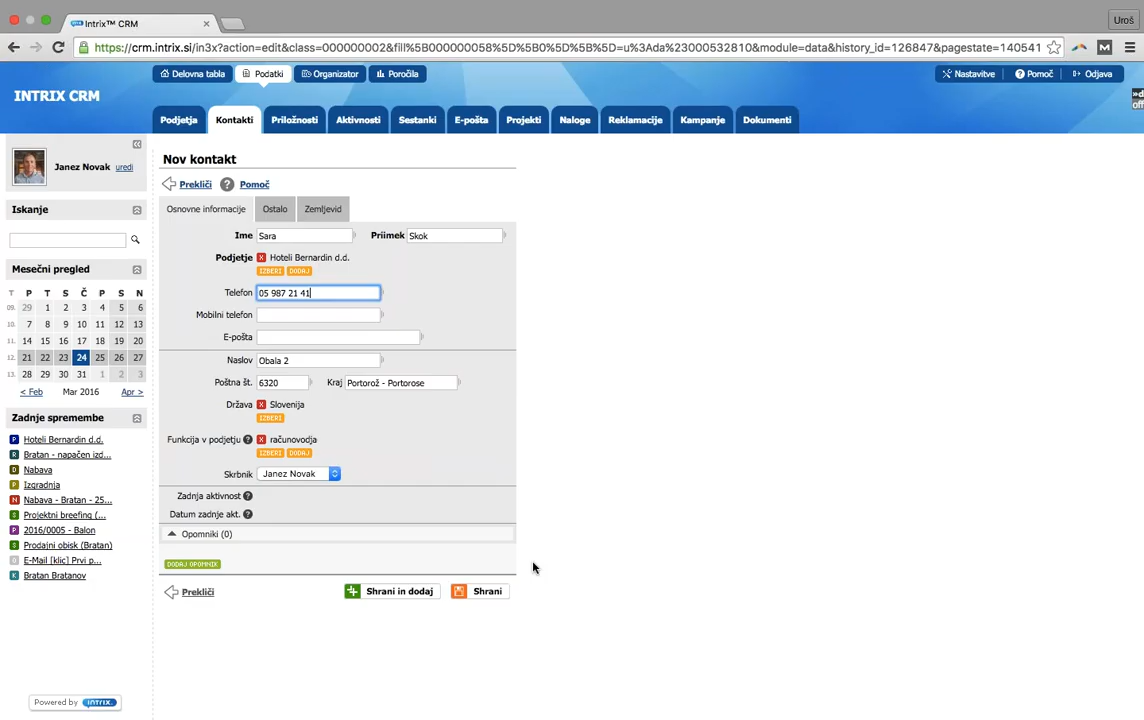 Intrix™ CRM
Uroš
https://crm.intrix.si/in3x?action=edit&class=000000002&fill%5B000000058%5D%5B0%5D%5B%5D=u%3Ada%23000532810&module=data&history_id=126847&pagestate=140541
Delovna tabla Podatki Organizator Poročila Nastavitve Pomoč Odjava
INTRIX CRM
Podjetja Kontakti Priložnosti Aktivnosti Sestanki E-pošta Projekti Naloge Reklamacije Kampanje Dokumenti
Janez Novak uredi
Iskanje
Mesečni pregled
T P T S Č P S N
09. 29 1 2 3 4 5 6
10. 7 8 9 10 11 12 13
11. 14 15 16 17 18 19 20
12. 21 22 23 24 25 26 27
13. 28 29 30 31 1 2 3
< Feb Mar 2016 Apr >
Zadnje spremembe
P Hoteli Bernardin d.d.
R Bratan - napačen izd...
D Nabava
P Izgradnja
N Nabava - Bratan - 25...
S Projektni breefing (...
P 2016/0005 - Balon
S Prodajni obisk (Bratan)
E-Mail [klic] Prvi p...
K Bratan Bratanov
Powered by INTRIX.
Nov kontakt
Prekliči ? Pomoč
Osnovne informacije Ostalo Zemljevid
Ime Sara Priimek Skok
Podjetje X Hoteli Bernardin d.d.
IZBERI DODAJ
Telefon 05 987 21 41
Mobilni telefon
E-pošta
Naslov Obala 2
Poštna št. 6320 Kraj Portorož - Portorose
Država X Slovenija
IZBERI
Funkcija v podjetju ? X računovodja
IZBERI DODAJ
Skrbnik Janez Novak
Zadnja aktivnost ?
Datum zadnje akt. ?
Opomniki (0)
DODAJ OPOMNIK
Prekliči Shrani in dodaj Shrani